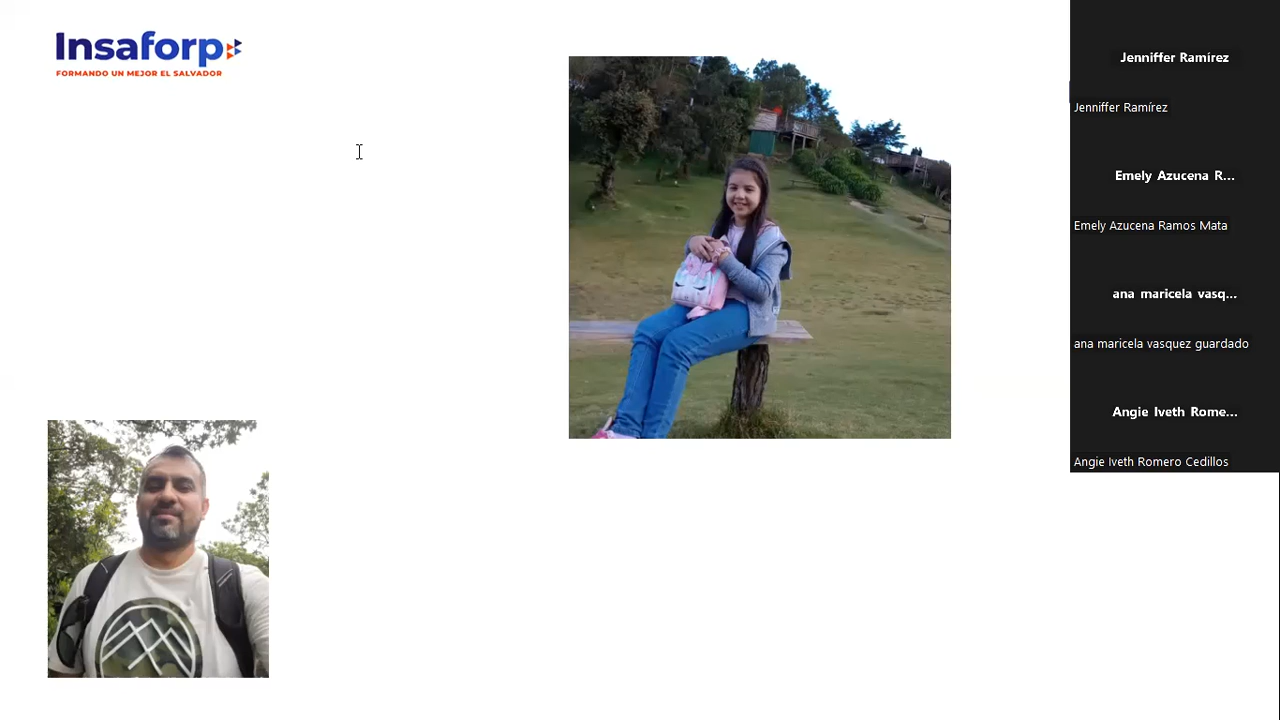 Insaforp
FORMANDO UN MEJOR EL SALVADOR
Jenniffer Ramírez
Jenniffer Ramírez
Emely Azucena R...
Emely Azucena Ramos Mata
ana maricela vasq...
ana maricela vasquez guardado
Angie Iveth Rome...
Angie Iveth Romero Cedillos